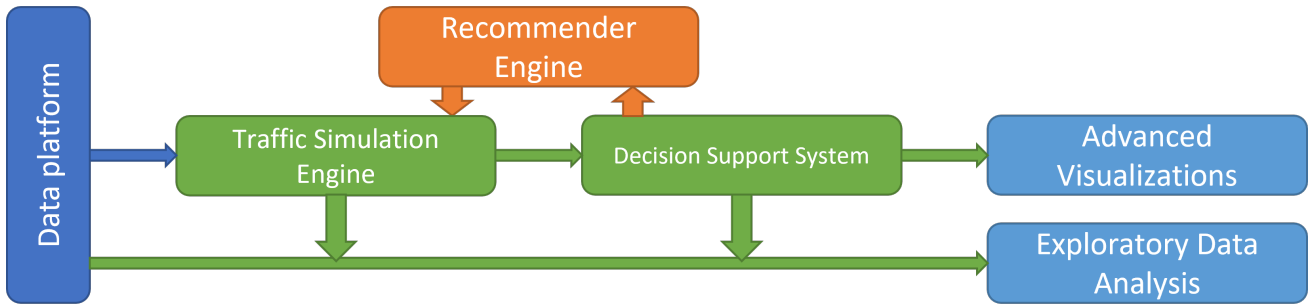 Data platform
Recommender
Engine
Traffic Simulation
Engine
Decision Support System
Advanced
Visualizations
Exploratory Data
Analysis